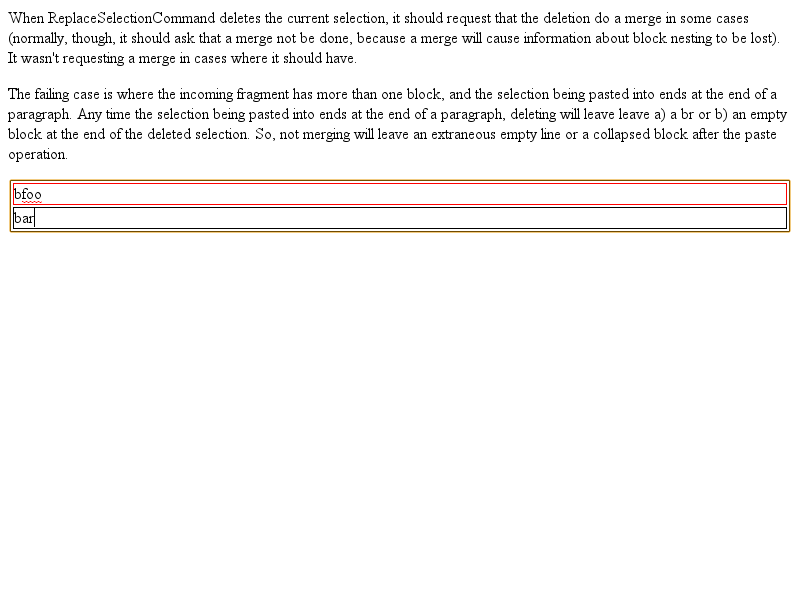 When ReplaceSelectionCommand deletes the current selection, it should request that the deletion do a merge in some cases
(normally, though, it should ask that a merge not be done, because a merge will cause information about block nesting to be lost).
It wasn't requesting a merge in cases where it should have.
The failing case is where the incoming fragment has more than one block, and the selection being pasted into ends at the end of a
paragraph. Any time the selection being pasted into ends at the end of a paragraph, deleting will leave leave a) a br or b) an empty
block at the end of the deleted selection. So, not merging will leave an extraneous empty line or a collapsed block after the paste
operation.
bfoo
bar